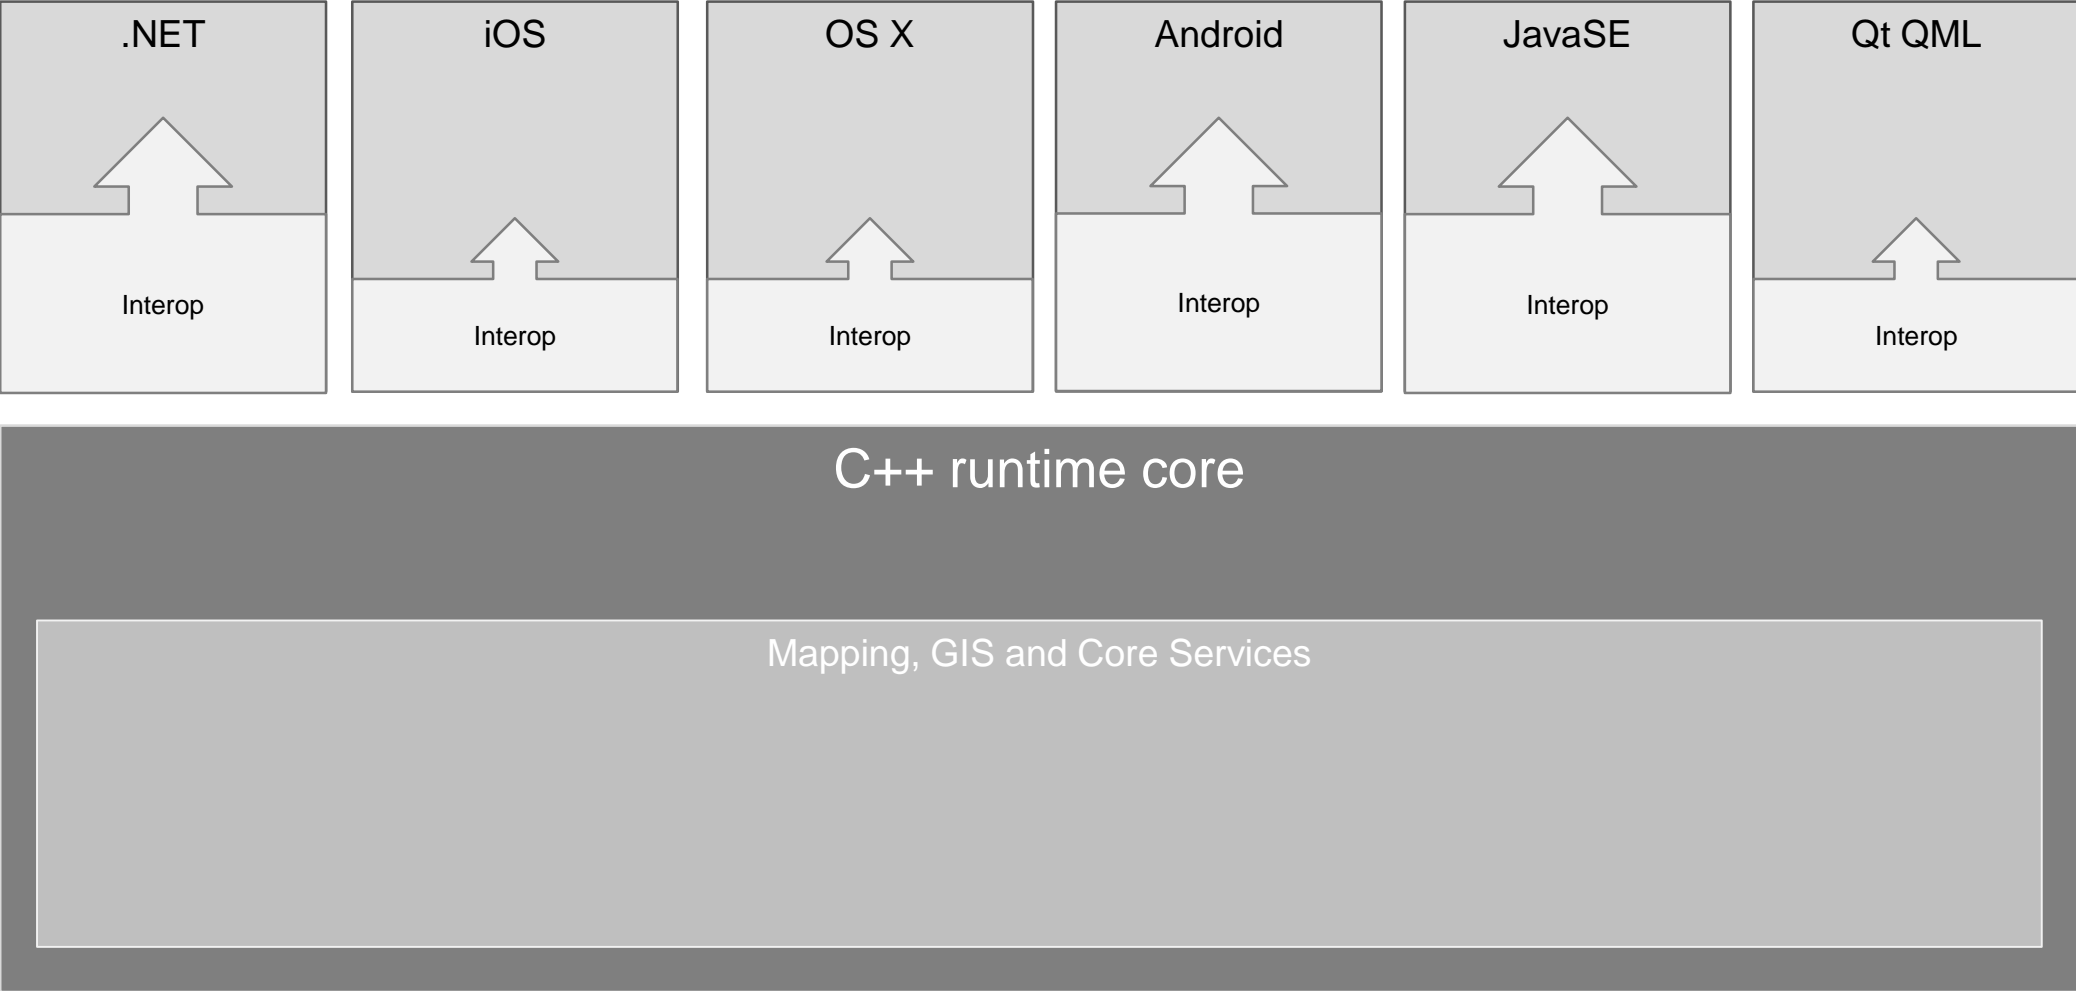 .NET
iOS
OS X
Android
JavaSE
Qt QML
Interop
Interop
Interop
Interop
Interop
Interop
C++ runtime core
Mapping, GIS and Core Services